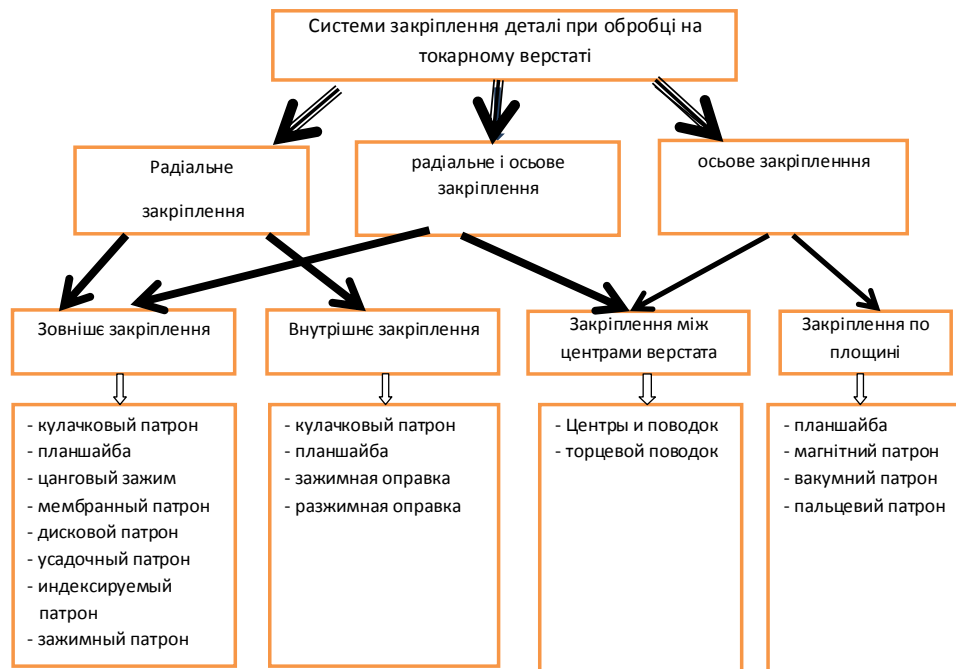 Системи закріплення деталі при обробці на
токарному верстаті
Радіальне
закріплення
радіальне і осьове
закріплення
осьове закріпленння
Зовнішє закріплення
Внутрішнє закріплення
Закріплення між
центрами верстата
Закріплення по
площині
- кулачковый патрон
- планшайба
- цанговый зажим
- мембранный патрон
- дисковой патрон
- усадочный патрон
- индексируемый
патрон
- зажимный патрон
- кулачковый патрон
- планшайба
- зажимная оправка
- разжимная оправка
- Центры и поводок
- торцевой поводок
- планшайба
- магнітний патрон
- вакумний патрон
- пальцевий патрон